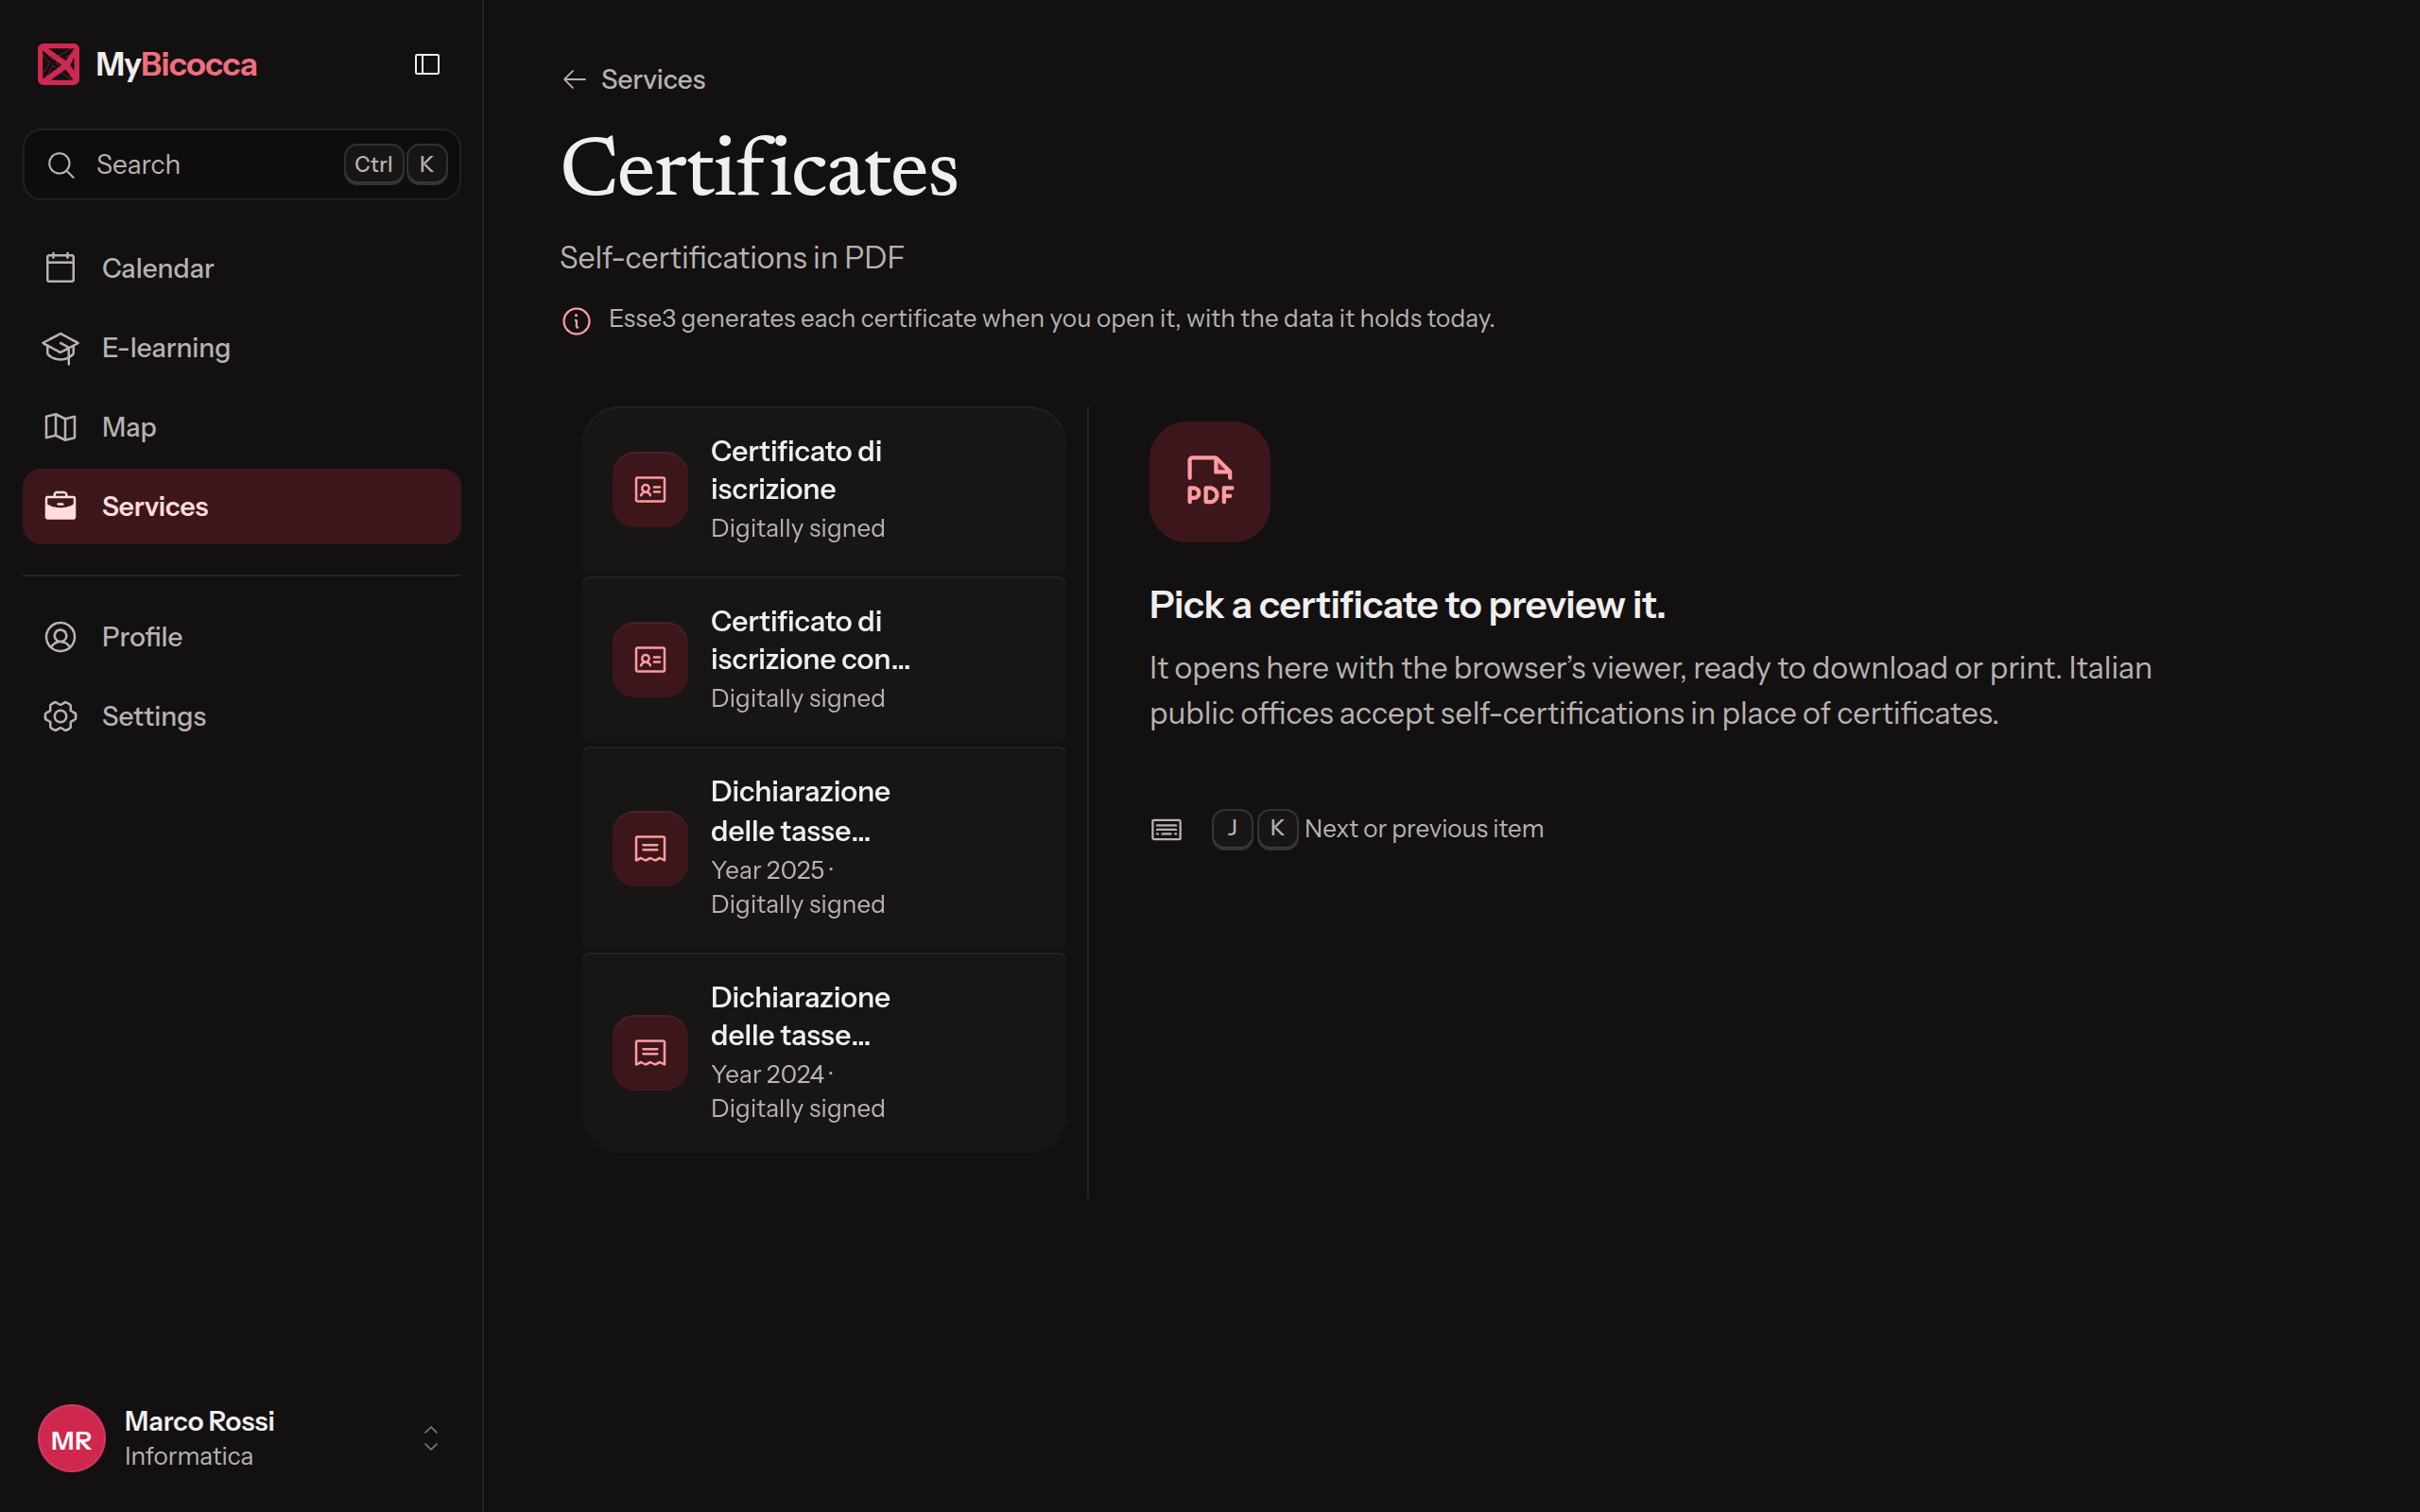 MyBicocca
Search Ctrl K
Calendar
E-learning
Map
Services
Profile
Settings
MR
Marco Rossi
Informatica
Services
Certificates
Self-certifications in PDF
Esse3 generates each certificate when you open it, with the data it holds today.
Certificato di
iscrizione
Digitally signed
Certificato di
iscrizione con...
Digitally signed
Dichiarazione
delle tasse...
Year 2025 ·
Digitally signed
Dichiarazione
delle tasse...
Year 2024 ·
Digitally signed
PDF
Pick a certificate to preview it.
It opens here with the browser’s viewer, ready to download or print. Italian
public offices accept self-certifications in place of certificates.
J K Next or previous item